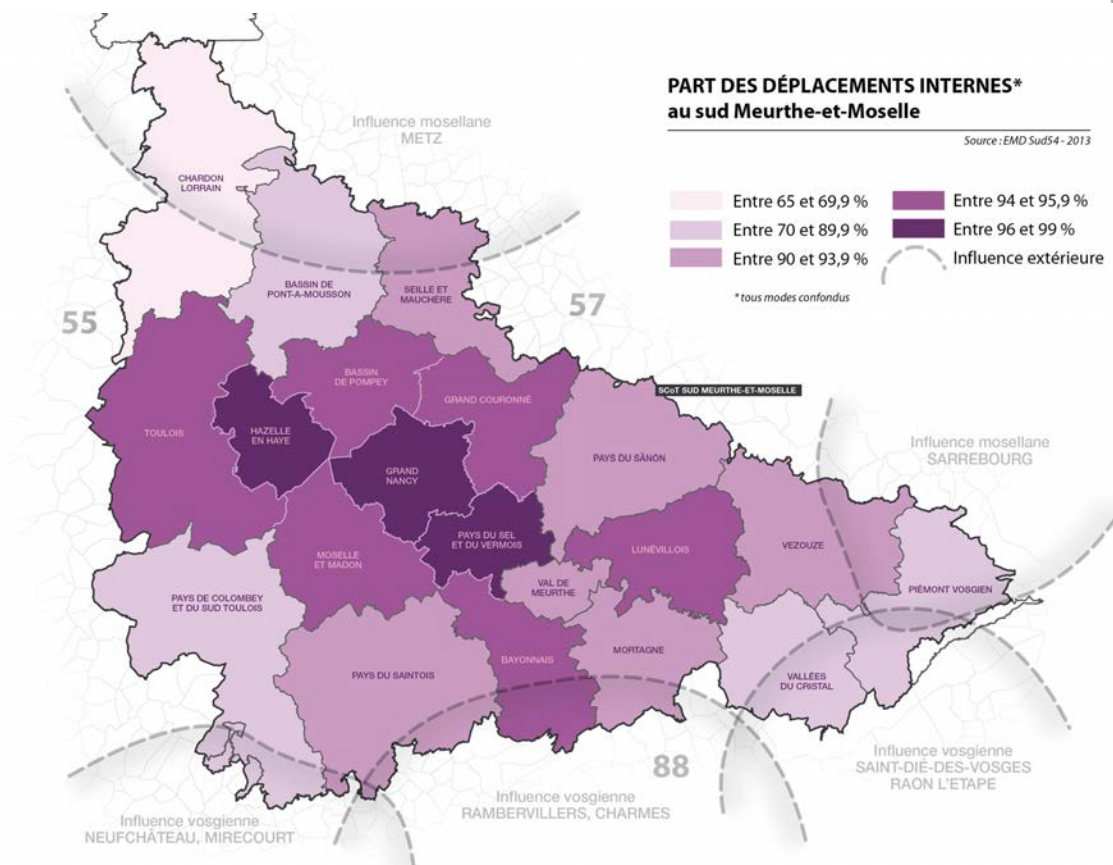 PART DES DÉPLACEMENTS INTERNES*
au sud Meurthe-et-Moselle
Source : EMD Sud54 - 2013
Entre 65 et 69,9 %
Entre 70 et 89,9 %
Entre 90 et 93,9 %
Entre 94 et 95,9 %
Entre 96 et 99 %
Influence extérieure
* tous modes confondus
Influence mosellane
METZ
CHARDON
LORRAIN
BASSIN DE
PONT-A-MOUSSON
SEILLE ET
MAUCHÈRE
55
57
BASSIN
DE POMPEY
GRAND COURONNÉ
SCoT SUD MEURTHE-ET-MOSELLE
TOULOIS
HAZELLE
EN HAYE
GRAND
NANCY
PAYS DU SÂNON
Influence mosellane
SARREBOURG
PAYS DU SEL
ET DU VERMOIS
LUNÉVILLOIS
VEZOUZE
MOSELLE
ET MADON
VAL DE
MEURTHE
PIÉMONT VOSGIEN
PAYS DE COLOMBEY
ET DU SUD TOULOIS
PAYS DU SAINTOIS
BAYONNAIS
MORTAGNE
VALLÉES
DU CRISTAL
88
Influence vosgienne
SAINT-DIÉ-DES-VOSGES
RAON L'ETAPE
Influence vosgienne
RAMBERVILLERS, CHARMES
Influence vosgienne
NEUFCHÂTEAU, MIRECOURT